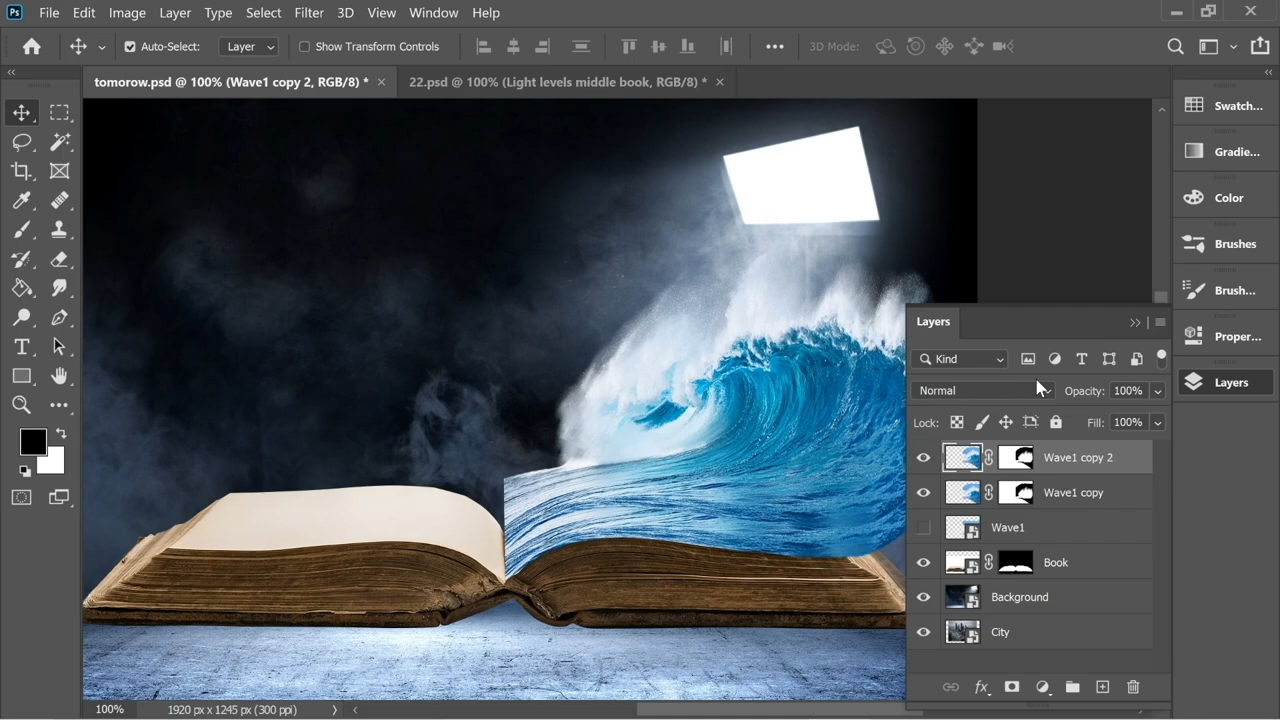 Ps File Edit Image Layer Type Select Filter 3D View Window Help
Auto-Select: Layer Show Transform Controls 3D Mode:
tomorow.psd @ 100% (Wave1 copy 2, RGB/8) * 22.psd @ 100% (Light levels middle book, RGB/8) *
Swatch...
Gradie...
Color
Brushes
Brush...
Proper...
Layers
Layers
Kind
Normal Opacity: 100%
Lock: Fill: 100%
Wave1 copy 2
Wave1 copy
Wave1
Book
Background
City
fx
100% 1920 px x 1245 px (300 ppi)